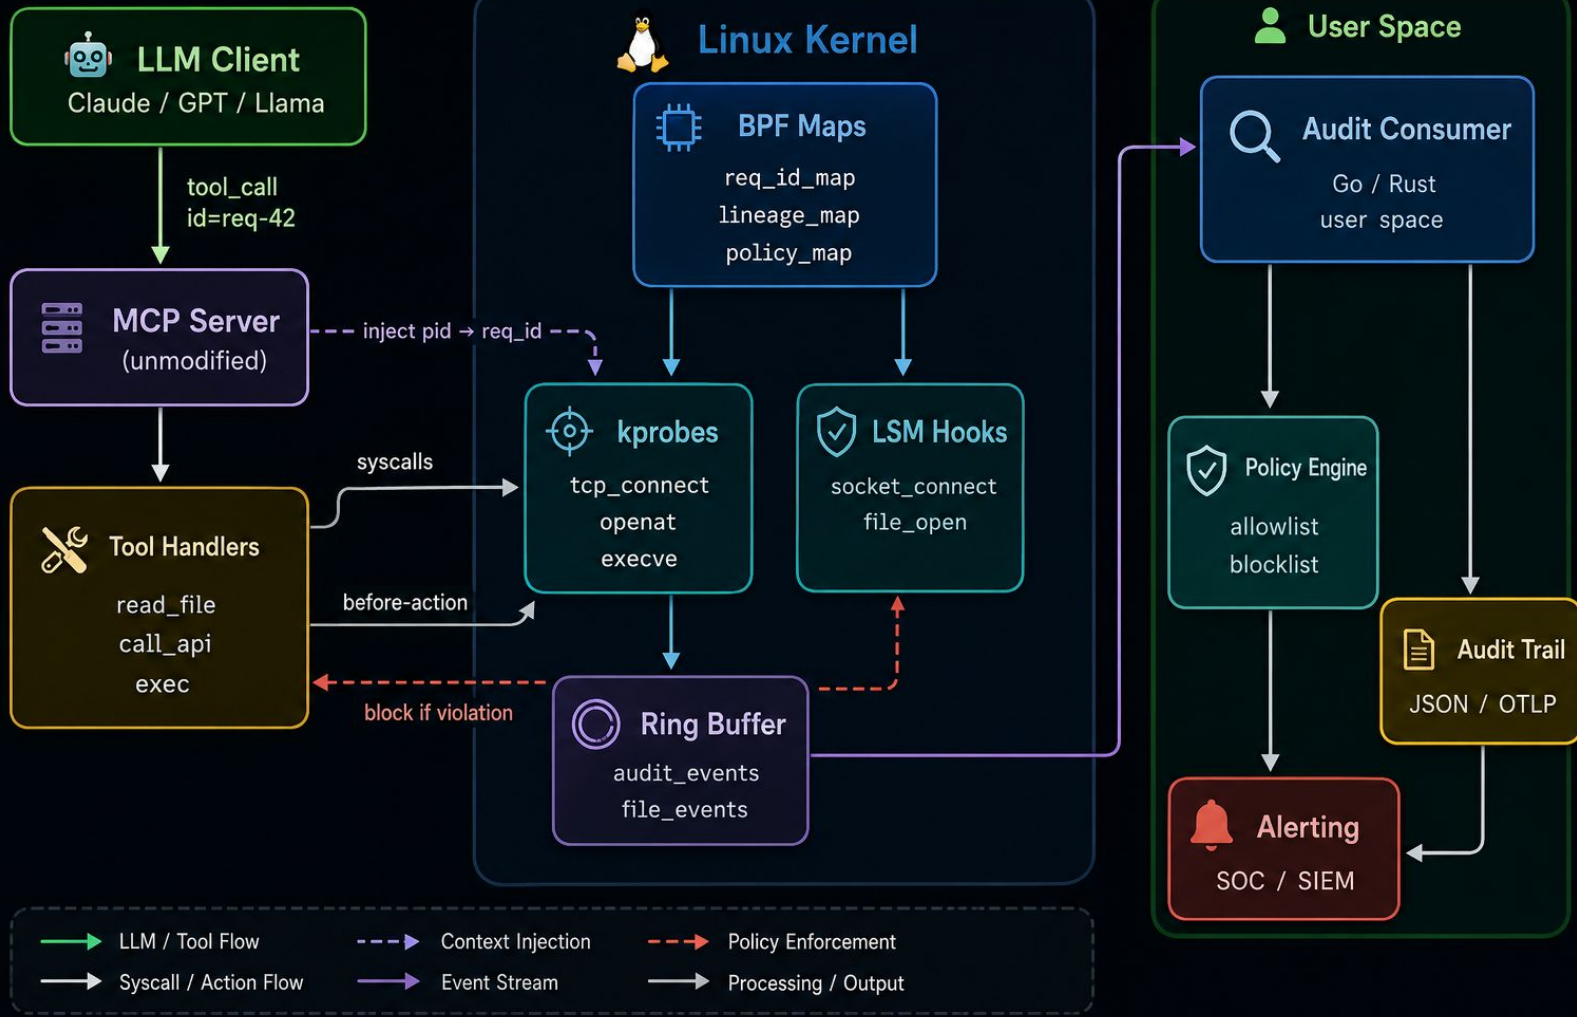 LLM Client
Claude / GPT / Llama
tool_call
id=req-42
MCP Server
(unmodified)
inject pid → req_id
Tool Handlers
read_file
call_api
exec
syscalls
before-action
block if violation
Linux Kernel
BPF Maps
req_id_map
lineage_map
policy_map
kprobes
tcp_connect
openat
execve
LSM Hooks
socket_connect
file_open
Ring Buffer
audit_events
file_events
User Space
Audit Consumer
Go / Rust
user space
Policy Engine
allowlist
blocklist
Audit Trail
JSON / OTLP
Alerting
SOC / SIEM
LLM / Tool Flow
Context Injection
Policy Enforcement
Syscall / Action Flow
Event Stream
Processing / Output